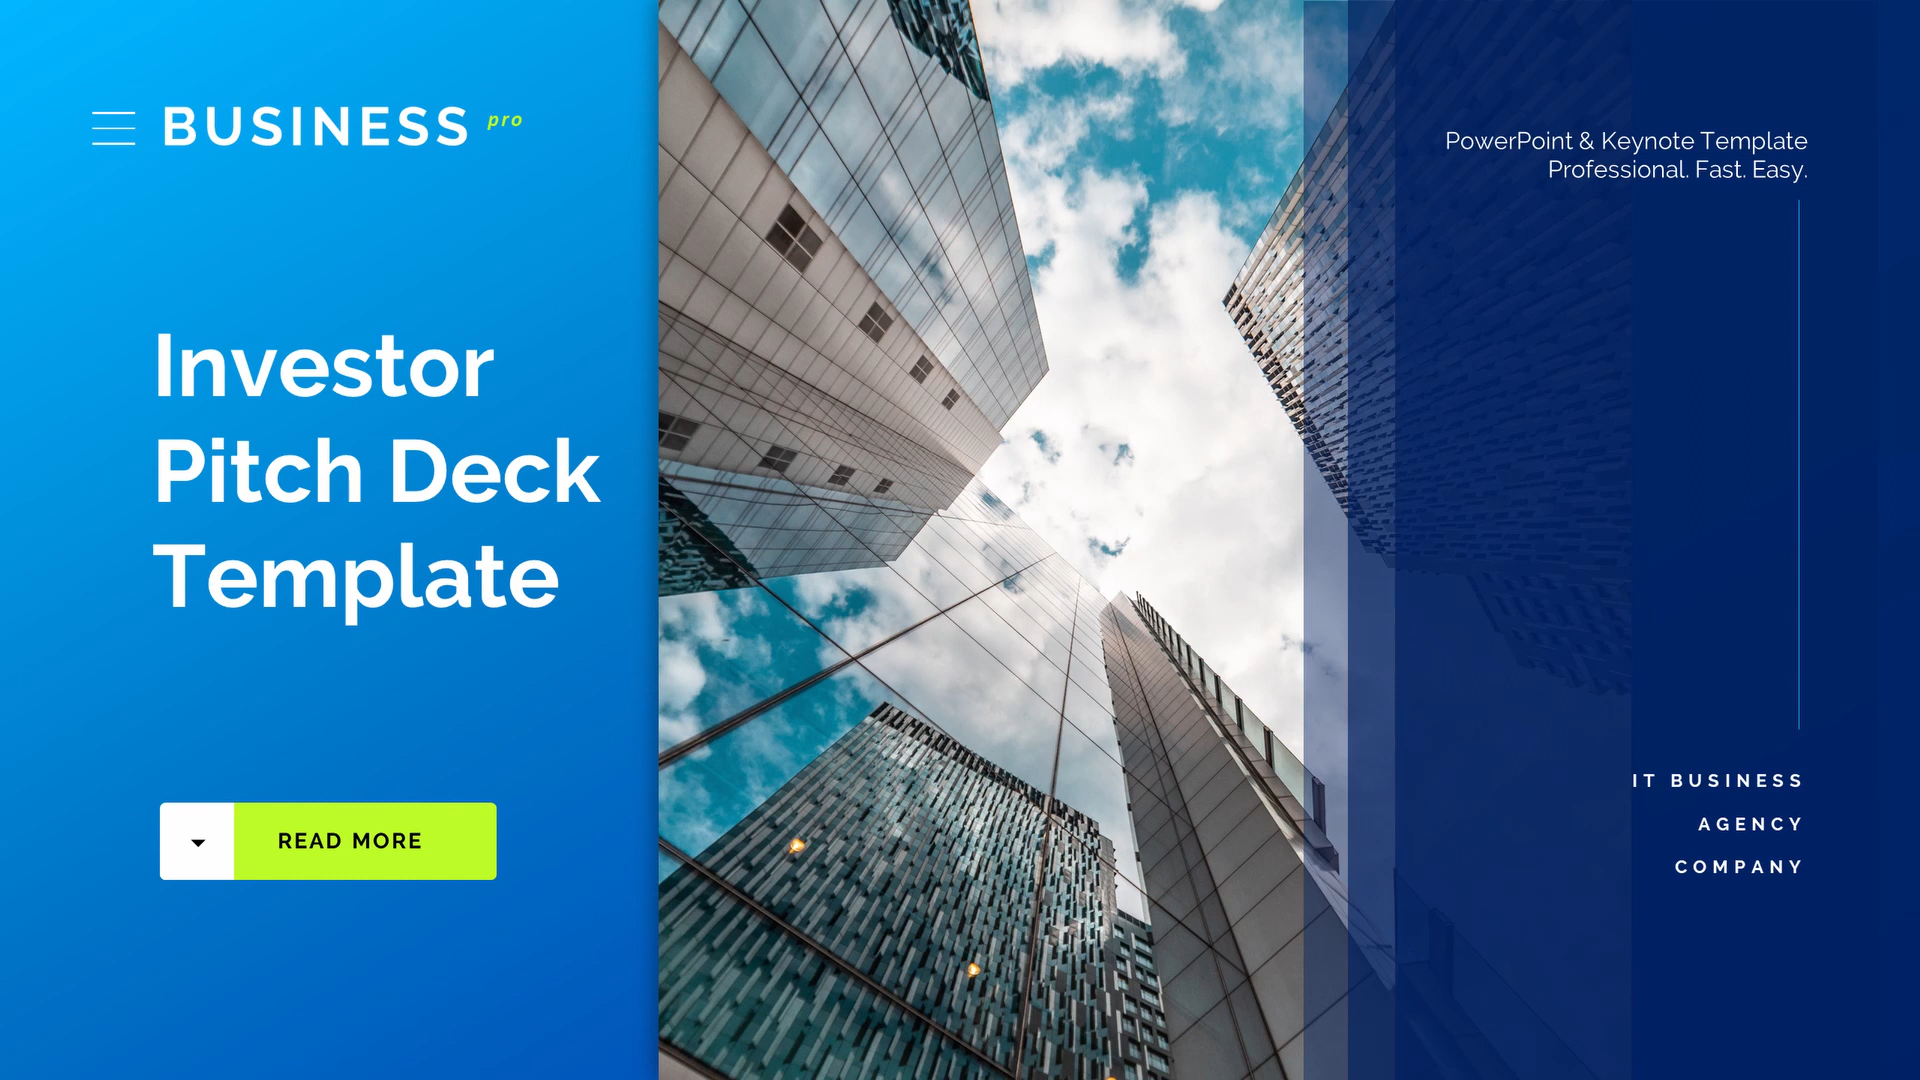 BUSINESS pro
Investor
Pitch Deck
Template
READ MORE
PowerPoint & Keynote Template
Professional. Fast. Easy.
IT BUSINESS
AGENCY
COMPANY